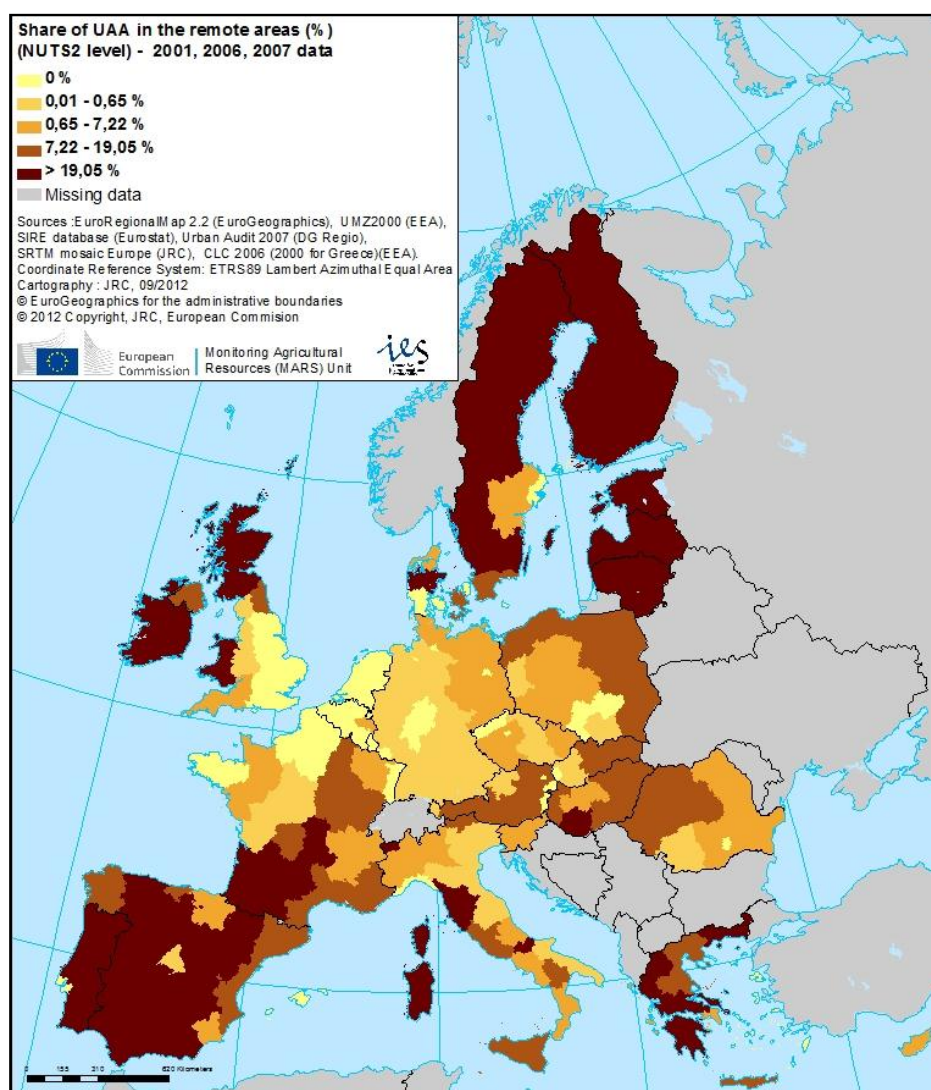 Share of UAA in the remote areas (%)
(NUTS2 level) - 2001, 2006, 2007 data
0 %
0,01 - 0,65 %
0,65 - 7,22 %
7,22 - 19,05 %
> 19,05 %
Missing data
Sources :EuroRegionalMap 2.2 (EuroGeographics), UMZ2000 (EEA),
SIRE database (Eurostat), Urban Audit 2007 (DG Regio),
SRTM mosaic Europe (JRC), CLC 2006 (2000 for Greece)(EEA).
Coordinate Reference System: ETRS89 Lambert Azimuthal Equal Area
Cartography : JRC, 09/2012
© EuroGeographics for the administrative boundaries
© 2012 Copyright, JRC, European Commision
European
Commission
Monitoring Agricultural
Resources (MARS) Unit
ies
0 155 310 620 Kilometers